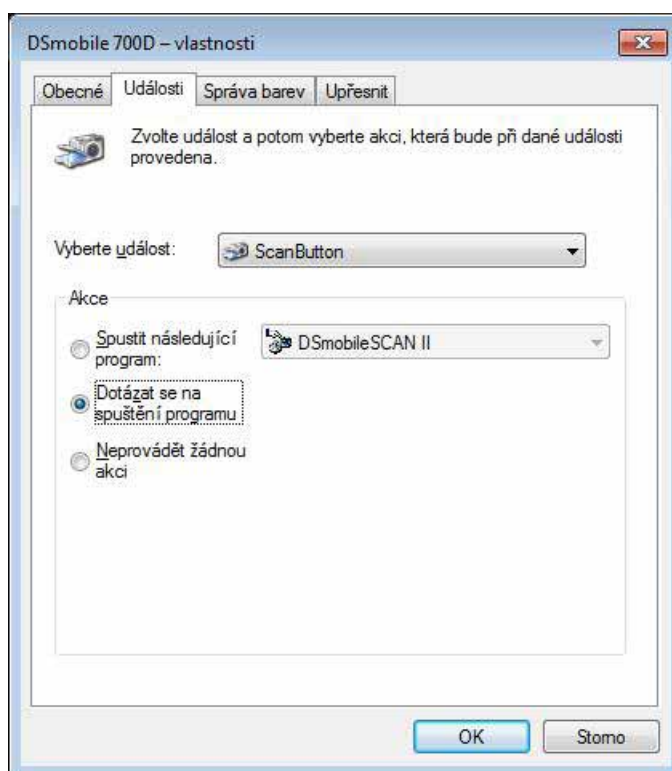 DSmobile 700D – vlastnosti
Obecné Události Správa barev Upřesnit
Zvolte událost a potom vyberte akci, která bude při dané události
provedena.
Vyberte událost: ScanButton
Akce
Spustit následující
program:
DSmobileSCAN II
Dotázat se na
spuštění programu
Neprovádět žádnou
akci
OK Storno